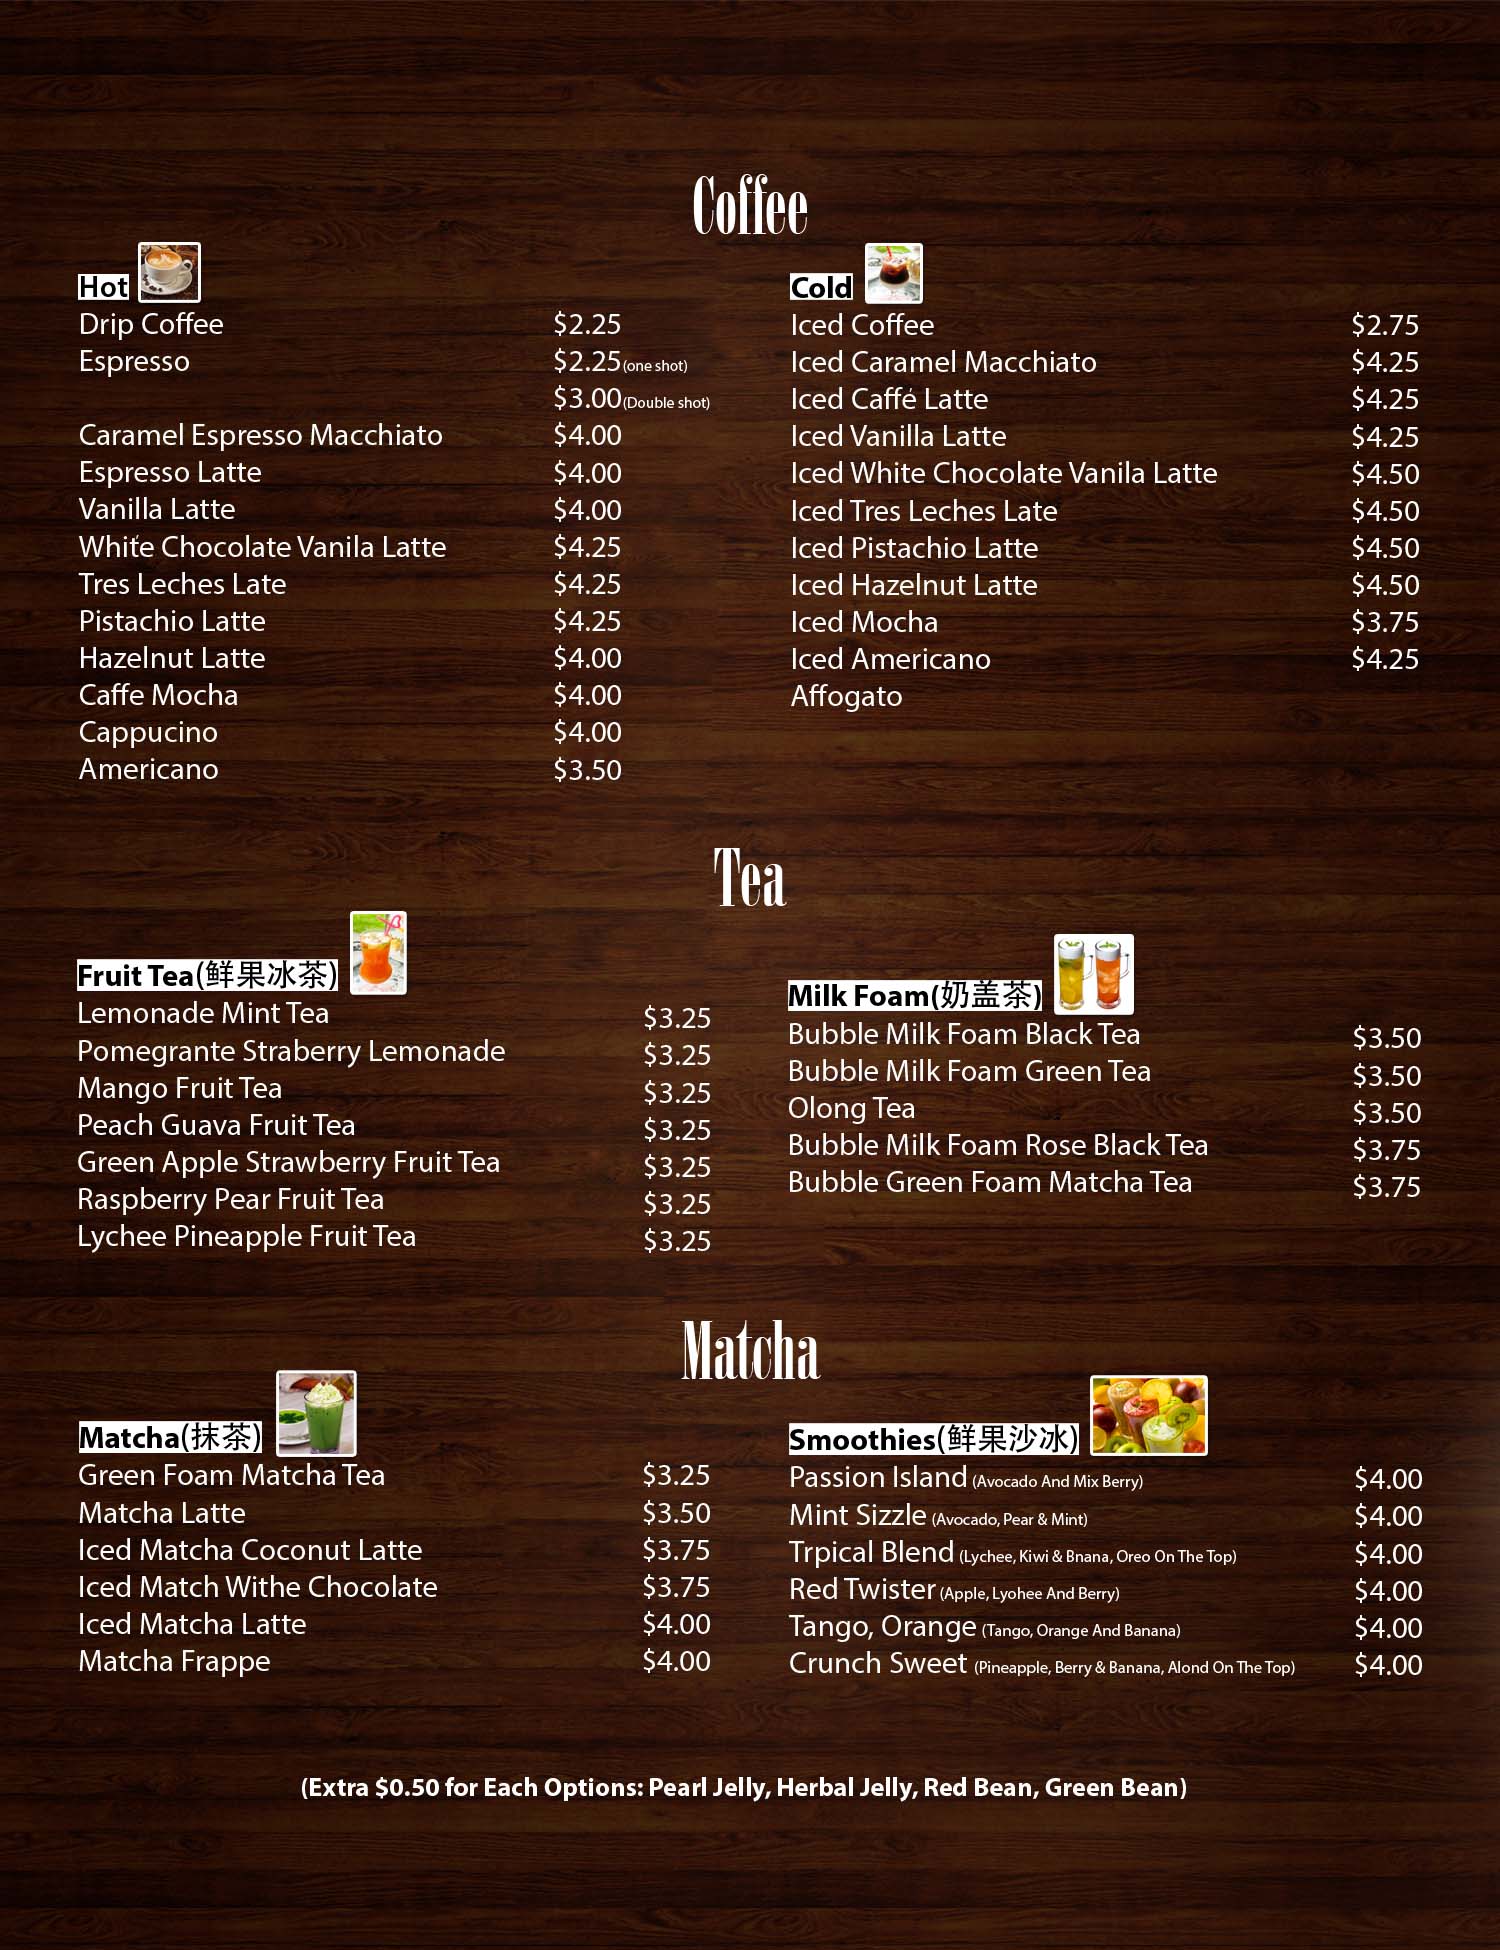 Coffee
Hot
Drip Coffee $2.25
Espresso $2.25(one shot)
$3.00(Double shot)
Caramel Espresso Macchiato $4.00
Espresso Latte $4.00
Vanilla Latte $4.00
White Chocolate Vanila Latte $4.25
Tres Leches Late $4.25
Pistachio Latte $4.25
Hazelnut Latte $4.00
Caffe Mocha $4.00
Cappucino $4.00
Americano $3.50
Cold
Iced Coffee $2.75
Iced Caramel Macchiato $4.25
Iced Caffé Latte $4.25
Iced Vanilla Latte $4.25
Iced White Chocolate Vanila Latte $4.50
Iced Tres Leches Late $4.50
Iced Pistachio Latte $4.50
Iced Hazelnut Latte $4.50
Iced Mocha $3.75
Iced Americano $4.25
Affogato
Tea
Fruit Tea(鲜果冰茶)
Lemonade Mint Tea $3.25
Pomegrante Straberry Lemonade $3.25
Mango Fruit Tea $3.25
Peach Guava Fruit Tea $3.25
Green Apple Strawberry Fruit Tea $3.25
Raspberry Pear Fruit Tea $3.25
Lychee Pineapple Fruit Tea $3.25
Milk Foam(奶盖茶)
Bubble Milk Foam Black Tea $3.50
Bubble Milk Foam Green Tea $3.50
Olong Tea $3.50
Bubble Milk Foam Rose Black Tea $3.75
Bubble Green Foam Matcha Tea $3.75
Matcha
Matcha(抹茶)
Green Foam Matcha Tea $3.25
Matcha Latte $3.50
Iced Matcha Coconut Latte $3.75
Iced Match Withe Chocolate $3.75
Iced Matcha Latte $4.00
Matcha Frappe $4.00
Smoothies(鲜果沙冰)
Passion Island (Avocado And Mix Berry) $4.00
Mint Sizzle (Avocado, Pear & Mint) $4.00
Trpical Blend (Lychee, Kiwi & Bnana, Oreo On The Top) $4.00
Red Twister (Apple, Lyohee And Berry) $4.00
Tango, Orange (Tango, Orange And Banana) $4.00
Crunch Sweet (Pineapple, Berry & Banana, Alond On The Top) $4.00
(Extra $0.50 for Each Options: Pearl Jelly, Herbal Jelly, Red Bean, Green Bean)